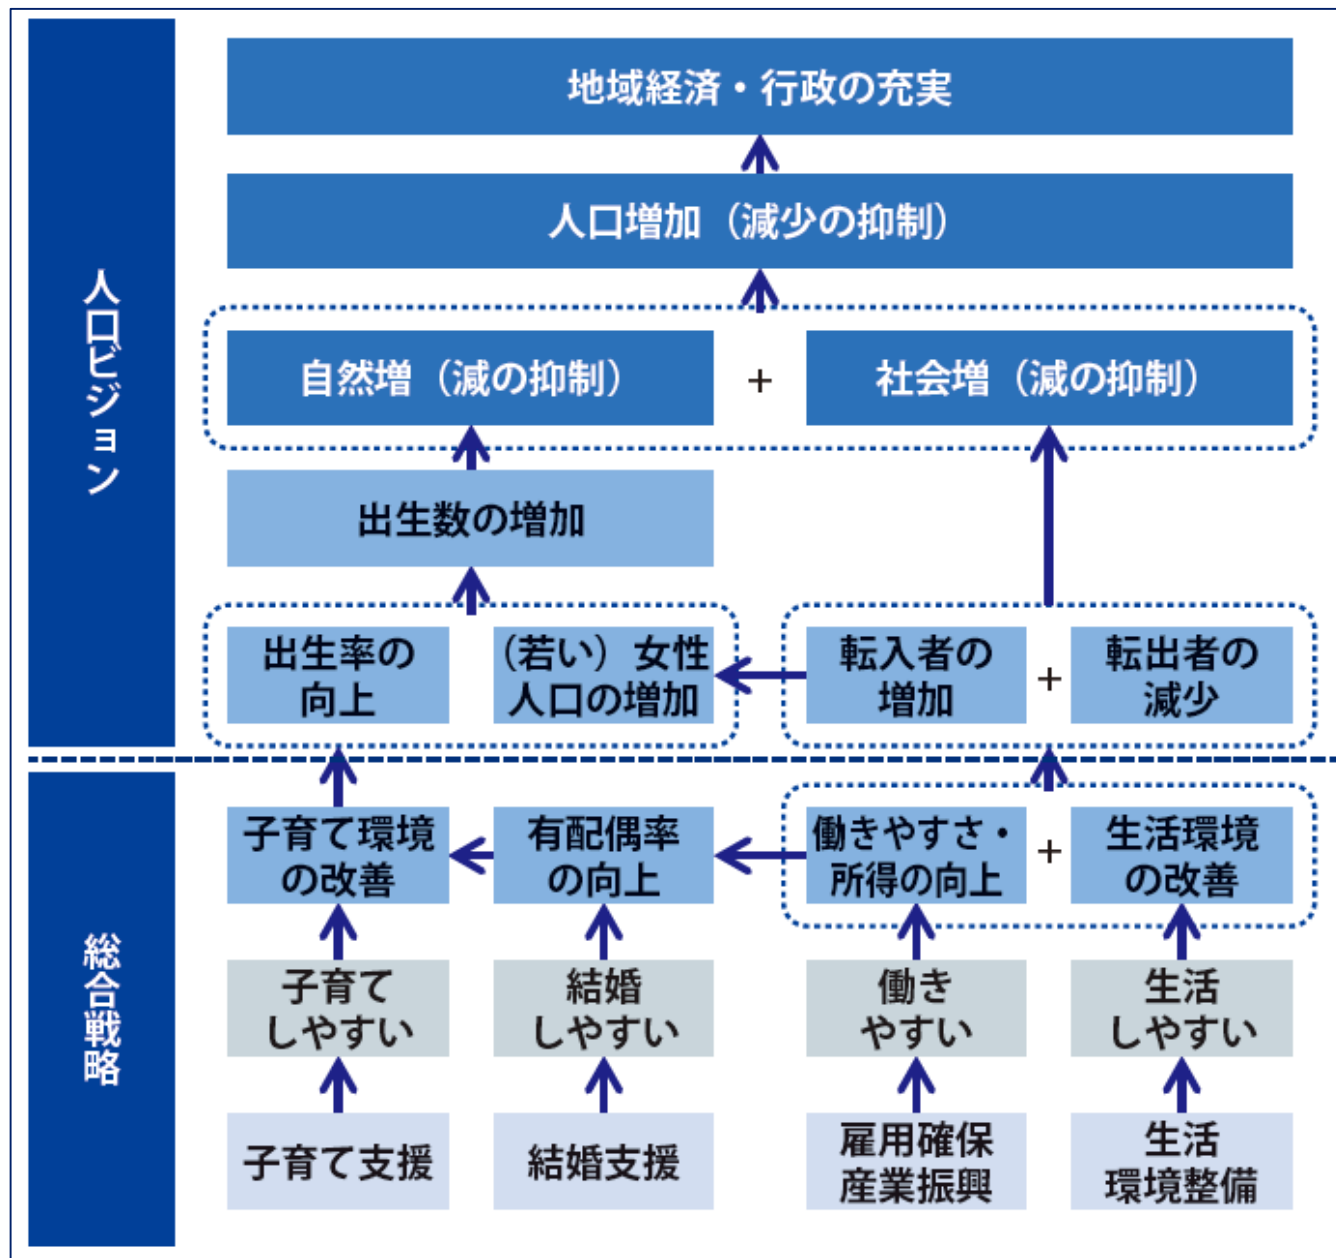 人口ビジョン
地域経済・行政の充実
人口増加（減少の抑制）
自然増（減の抑制）
+
社会増（減の抑制）
出生数の増加
出生率の
向上
（若い）女性
人口の増加
転入者の
増加
+
転出者の
減少
総合戦略
子育て環境
の改善
有配偶率
の向上
働きやすさ・
所得の向上
+
生活環境
の改善
子育て
しやすい
結婚
しやすい
働き
やすい
生活
しやすい
子育て支援
結婚支援
雇用確保
産業振興
生活
環境整備